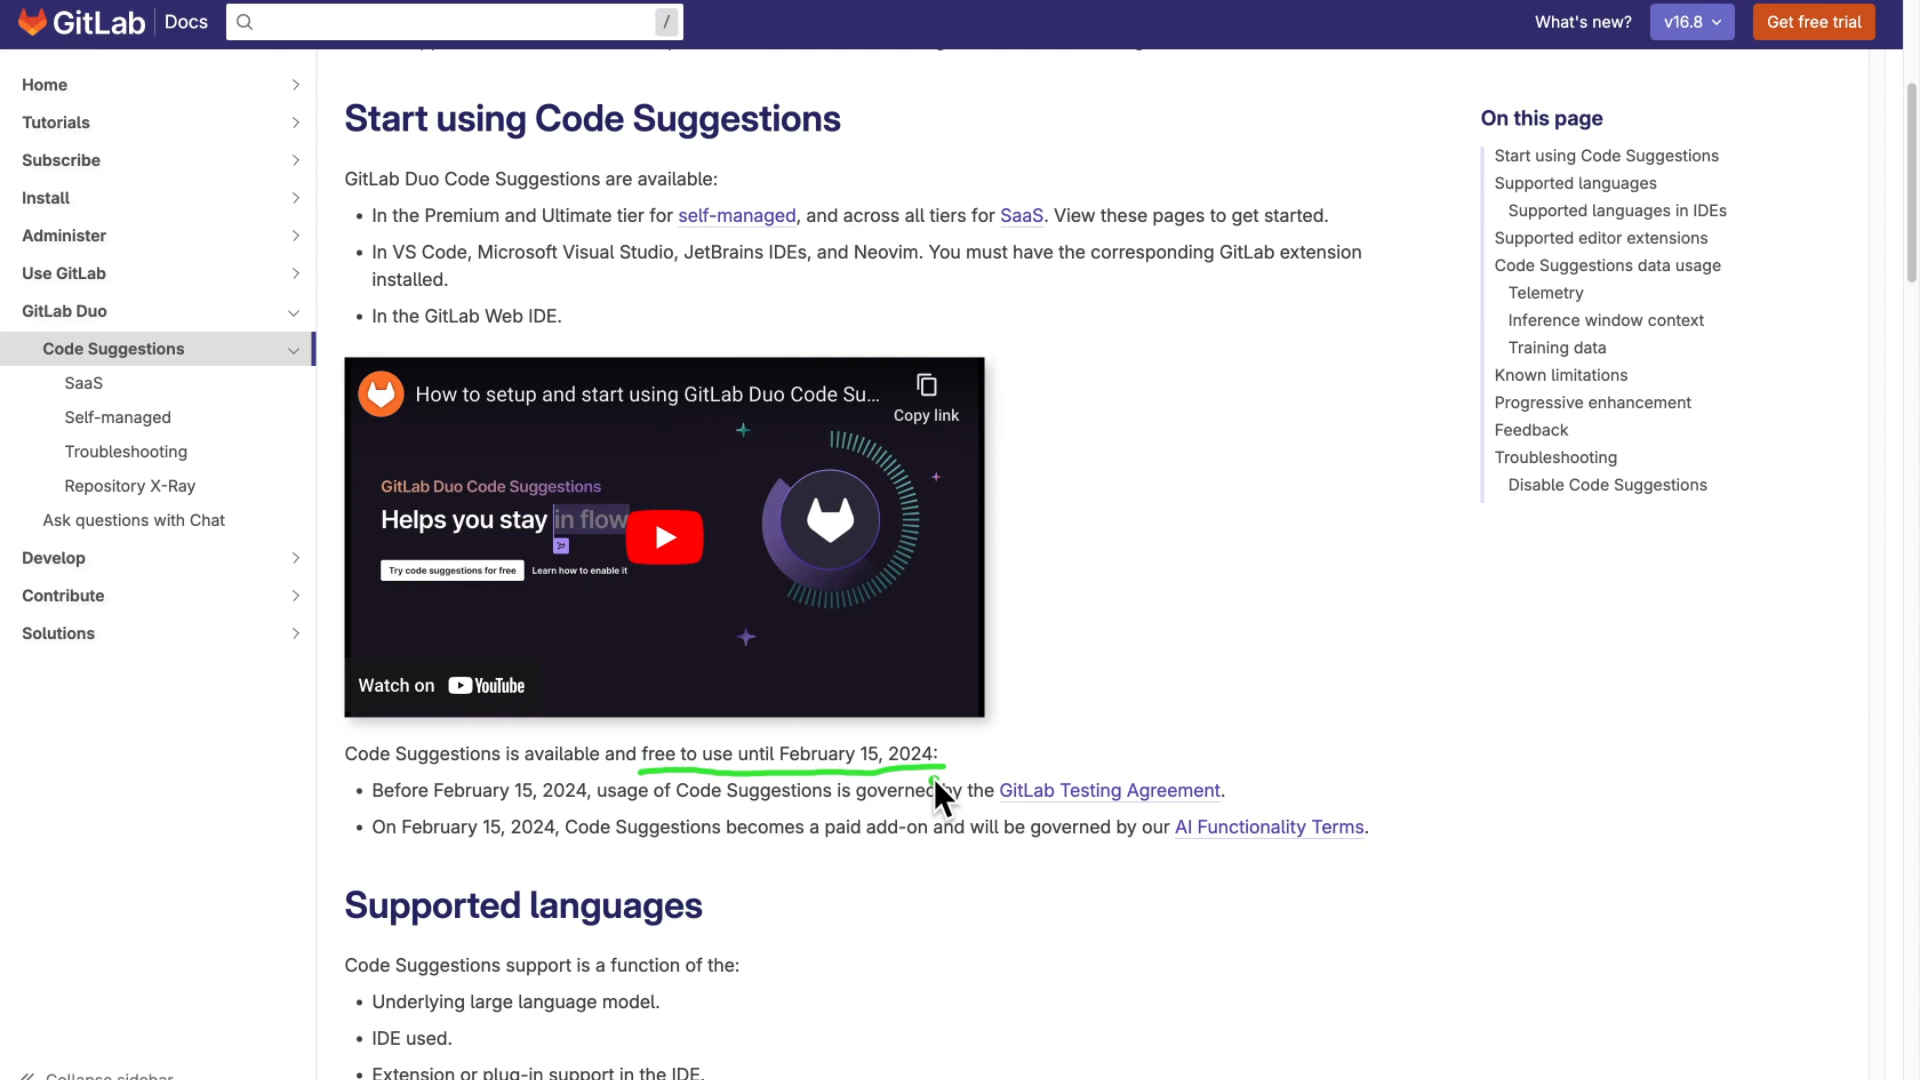 GitLab Docs
/
What's new?
v16.8
Get free trial
Home
Tutorials
Subscribe
Install
Administer
Use GitLab
GitLab Duo
Code Suggestions
SaaS
Self-managed
Troubleshooting
Repository X-Ray
Ask questions with Chat
Develop
Contribute
Solutions
Collapse sidebar
Start using Code Suggestions
GitLab Duo Code Suggestions are available:
• In the Premium and Ultimate tier for self-managed, and across all tiers for SaaS. View these pages to get started.
• In VS Code, Microsoft Visual Studio, JetBrains IDEs, and Neovim. You must have the corresponding GitLab extension
installed.
• In the GitLab Web IDE.
How to setup and start using GitLab Duo Code Su...
Copy link
GitLab Duo Code Suggestions
Helps you stay in flow
Try code suggestions for free
Learn how to enable it
Watch on YouTube
Code Suggestions is available and free to use until February 15, 2024:
• Before February 15, 2024, usage of Code Suggestions is governed by the GitLab Testing Agreement.
• On February 15, 2024, Code Suggestions becomes a paid add-on and will be governed by our AI Functionality Terms.
Supported languages
Code Suggestions support is a function of the:
• Underlying large language model.
• IDE used.
• Extension or plug-in support in the IDE.
On this page
Start using Code Suggestions
Supported languages
Supported languages in IDEs
Supported editor extensions
Code Suggestions data usage
Telemetry
Inference window context
Training data
Known limitations
Progressive enhancement
Feedback
Troubleshooting
Disable Code Suggestions